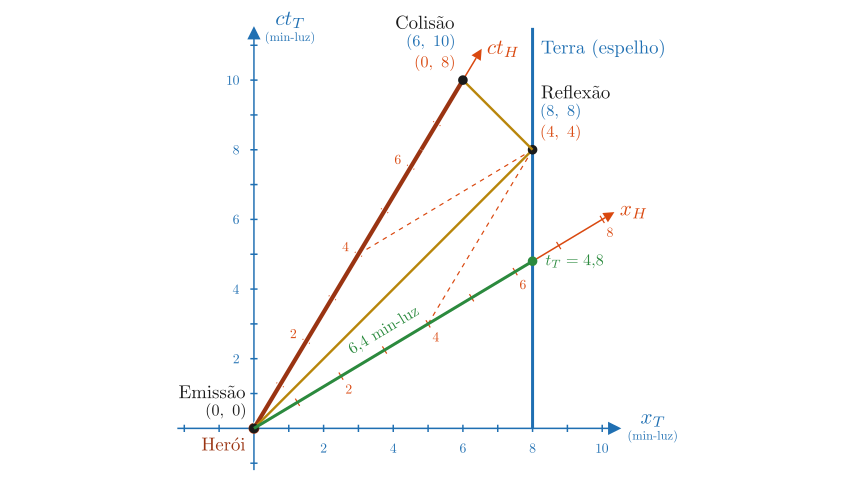 ct_T
(min-luz)
Colisão
(6, 10)
(0, 8)
ct_H
Terra (espelho)
10
Reflexão
(8, 8)
(4, 4)
8
6
x_H
8
6
4
t_T = 4,8
6
4
6,4 min-luz
4
2
2
2
Emissão
(0, 0)
Herói
x_T
(min-luz)
2
4
6
8
10